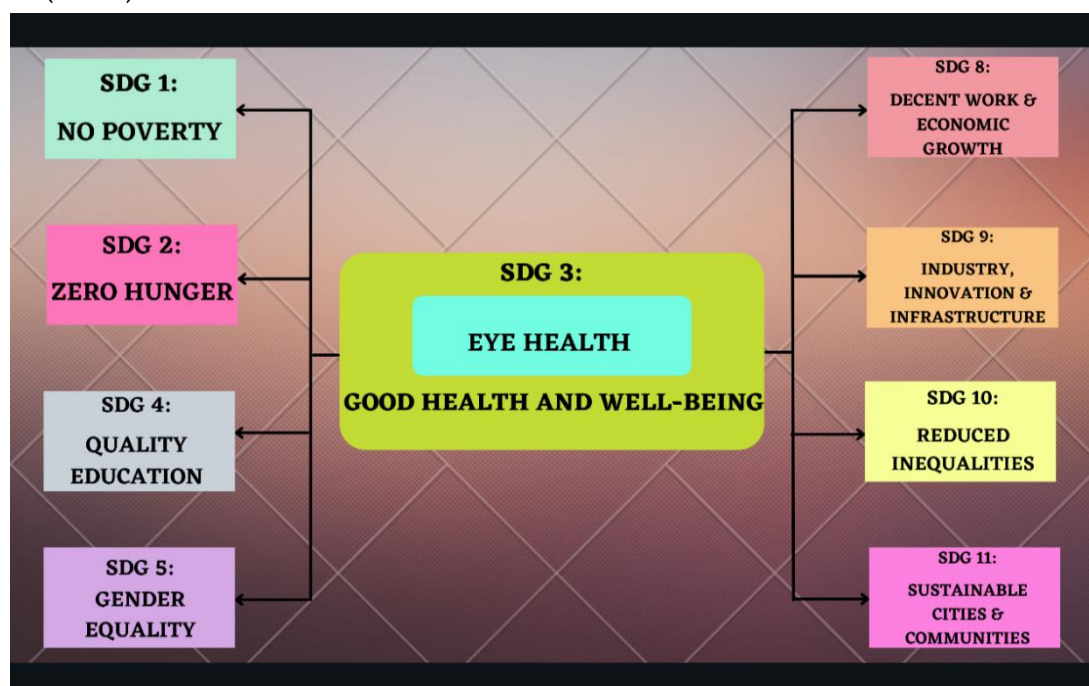 SDG 1:
NO POVERTY
SDG 2:
ZERO HUNGER
SDG 4:
QUALITY
EDUCATION
SDG 5:
GENDER
EQUALITY
SDG 3:
EYE HEALTH
GOOD HEALTH AND WELL-BEING
SDG 8:
DECENT WORK &
ECONOMIC
GROWTH
SDG 9:
INDUSTRY,
INNOVATION &
INFRASTRUCTURE
SDG 10:
REDUCED
INEQUALITIES
SDG 11:
SUSTAINABLE
CITIES &
COMMUNITIES